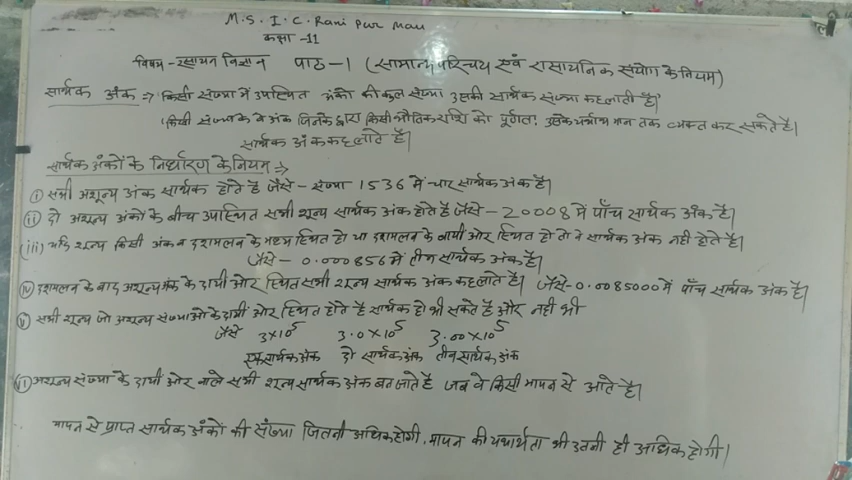 M.S.I.C. Rani Pur Mau
कक्षा -11
विषय - रसायन विज्ञान पाठ-1 (सामान्य परिचय एवं रासायनिक संयोग के नियम)
सार्थक अंक ⇒ 'किसी संख्या में उपस्थित अंकों की कुल संख्या उसकी सार्थक संख्या कहलाती है।'
'किसी संख्या के वे अंक जिनके द्वारा किसी भौतिक राशि को पूर्णतः उसके यर्थाथ मान तक व्यक्त कर सकते है।
सार्थक अंक कहलाते है।
सार्थक अंकों के निर्धारण के नियम ⇒
(i) सभी अशून्य अंक सार्थक होते है जैसे - संख्या 1536 में चार सार्थक अंक है।
(ii) दो अशून्य अंकों के बीच उपस्थित सभी शून्य सार्थक अंक होते है जैसे - 20008 में पाँच सार्थक अंक है।
(iii) यदि शून्य किसी अंक व दशमलव के मध्य स्थित हो या दशमलव के बायी ओर स्थित हो तो वे सार्थक अंक नही होते है।
जैसे - 0.000856 में तीन सार्थक अंक है।
(iv) दशमलव के बाद अशून्य अंक के दायी ओर स्थित सभी शून्य सार्थक अंक कहलाते है। जैसे-0.0085000 में पाँच सार्थक अंक है।
(v) सभी शून्य जो अशून्य संख्याओ के दायीं ओर स्थित होते है सार्थक हो भी सकते है और नही भी
जैसे 3×10⁵ 3.0×10⁵ 3.00×10⁵
एक सार्थक अंक दो सार्थक अंक तीन सार्थक अंक
(vi) अशून्य संख्या के दायी ओर वाले सभी शून्य सार्थक अंक बन जाते है जब वे किसी मापन से आते है।
मापन से प्राप्त सार्थक अंकों की संख्या जितनी अधिक होगी, मापन की यथार्थता भी उतनी ही अधिक होगी।